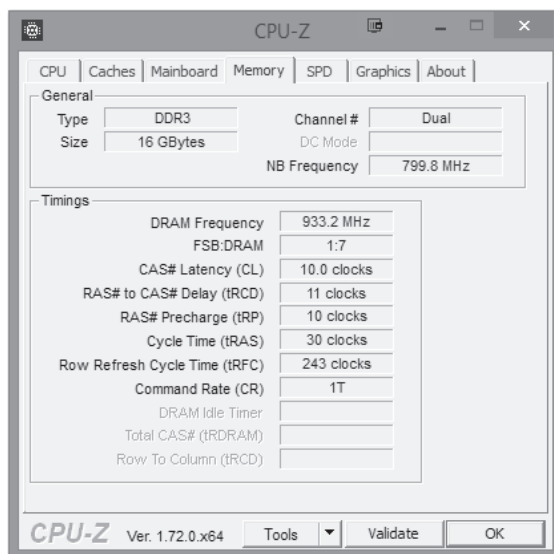 CPU-Z
CPU Caches Mainboard Memory SPD Graphics About
General
Type DDR3 Channel # Dual
Size 16 GBytes DC Mode
NB Frequency 799.8 MHz
Timings
DRAM Frequency 933.2 MHz
FSB:DRAM 1:7
CAS# Latency (CL) 10.0 clocks
RAS# to CAS# Delay (tRCD) 11 clocks
RAS# Precharge (tRP) 10 clocks
Cycle Time (tRAS) 30 clocks
Row Refresh Cycle Time (tRFC) 243 clocks
Command Rate (CR) 1T
DRAM Idle Timer
Total CAS# (tRDRAM)
Row To Column (tRCD)
CPU-Z Ver. 1.72.0.x64 Tools Validate OK